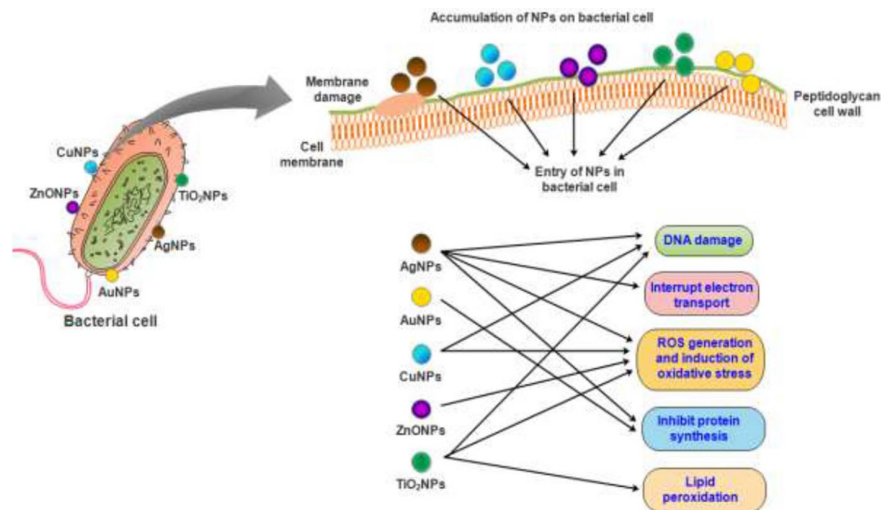 Accumulation of NPs on bacterial cell
Membrane
damage
Cell
membrane
Peptidoglycan
cell wall
Entry of NPs in
bacterial cell
CuNPs
ZnONPs
TiO₂NPs
AgNPs
AuNPs
Bacterial cell
AgNPs
AuNPs
CuNPs
ZnONPs
TiO₂NPs
DNA damage
Interrupt electron
transport
ROS generation
and induction of
oxidative stress
Inhibit protein
synthesis
Lipid
peroxidation